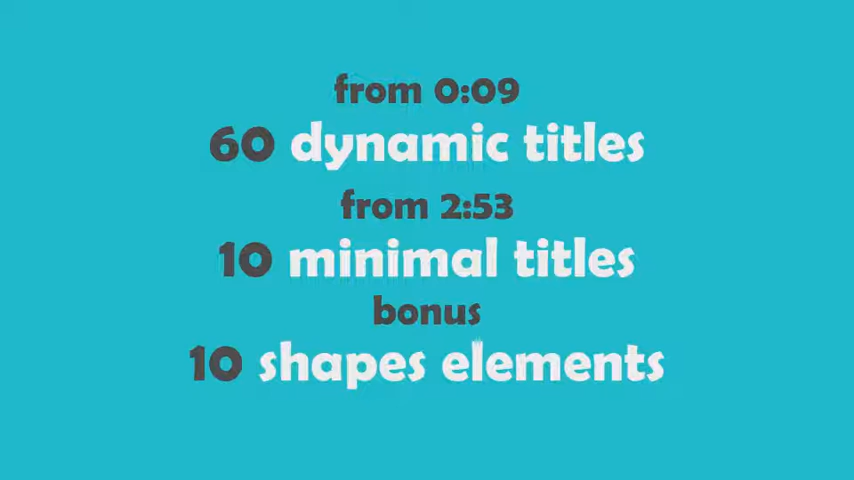 from 0:09
60 dynamic titles
from 2:53
10 minimal titles
bonus
10 shapes elements